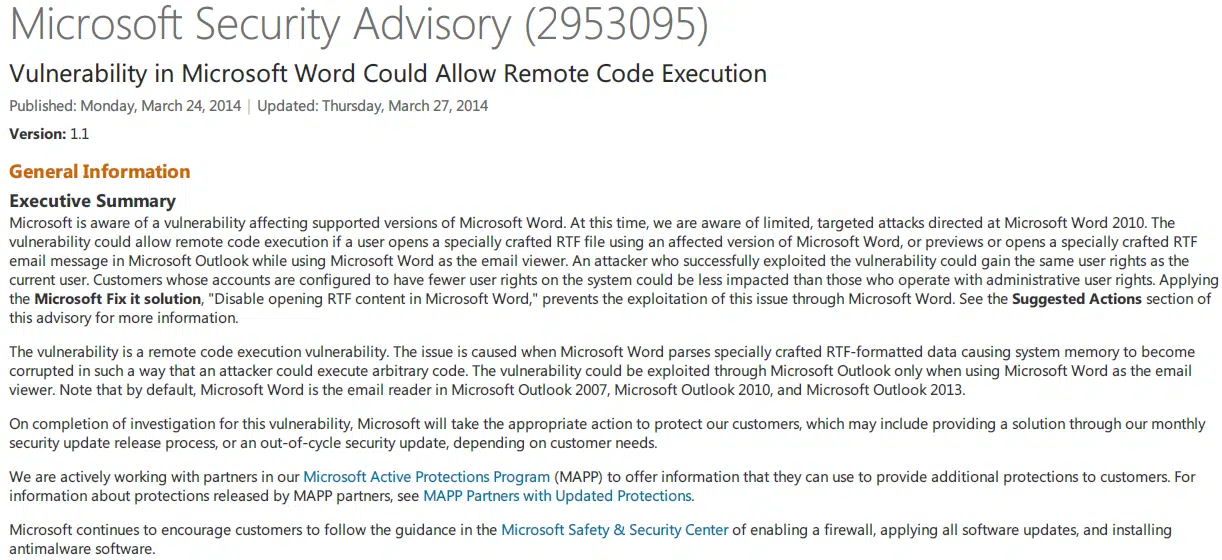 Microsoft Security Advisory (2953095)
Vulnerability in Microsoft Word Could Allow Remote Code Execution
Published: Monday, March 24, 2014 | Updated: Thursday, March 27, 2014
Version: 1.1
General Information
Executive Summary
Microsoft is aware of a vulnerability affecting supported versions of Microsoft Word. At this time, we are aware of limited, targeted attacks directed at Microsoft Word 2010. The
vulnerability could allow remote code execution if a user opens a specially crafted RTF file using an affected version of Microsoft Word, or previews or opens a specially crafted RTF
email message in Microsoft Outlook while using Microsoft Word as the email viewer. An attacker who successfully exploited the vulnerability could gain the same user rights as the
current user. Customers whose accounts are configured to have fewer user rights on the system could be less impacted than those who operate with administrative user rights. Applying
the Microsoft Fix it solution, "Disable opening RTF content in Microsoft Word," prevents the exploitation of this issue through Microsoft Word. See the Suggested Actions section of
this advisory for more information.
The vulnerability is a remote code execution vulnerability. The issue is caused when Microsoft Word parses specially crafted RTF-formatted data causing system memory to become
corrupted in such a way that an attacker could execute arbitrary code. The vulnerability could be exploited through Microsoft Outlook only when using Microsoft Word as the email
viewer. Note that by default, Microsoft Word is the email reader in Microsoft Outlook 2007, Microsoft Outlook 2010, and Microsoft Outlook 2013.
On completion of investigation for this vulnerability, Microsoft will take the appropriate action to protect our customers, which may include providing a solution through our monthly
security update release process, or an out-of-cycle security update, depending on customer needs.
We are actively working with partners in our Microsoft Active Protections Program (MAPP) to offer information that they can use to provide additional protections to customers. For
information about protections released by MAPP partners, see MAPP Partners with Updated Protections.
Microsoft continues to encourage customers to follow the guidance in the Microsoft Safety & Security Center of enabling a firewall, applying all software updates, and installing
antimalware software.